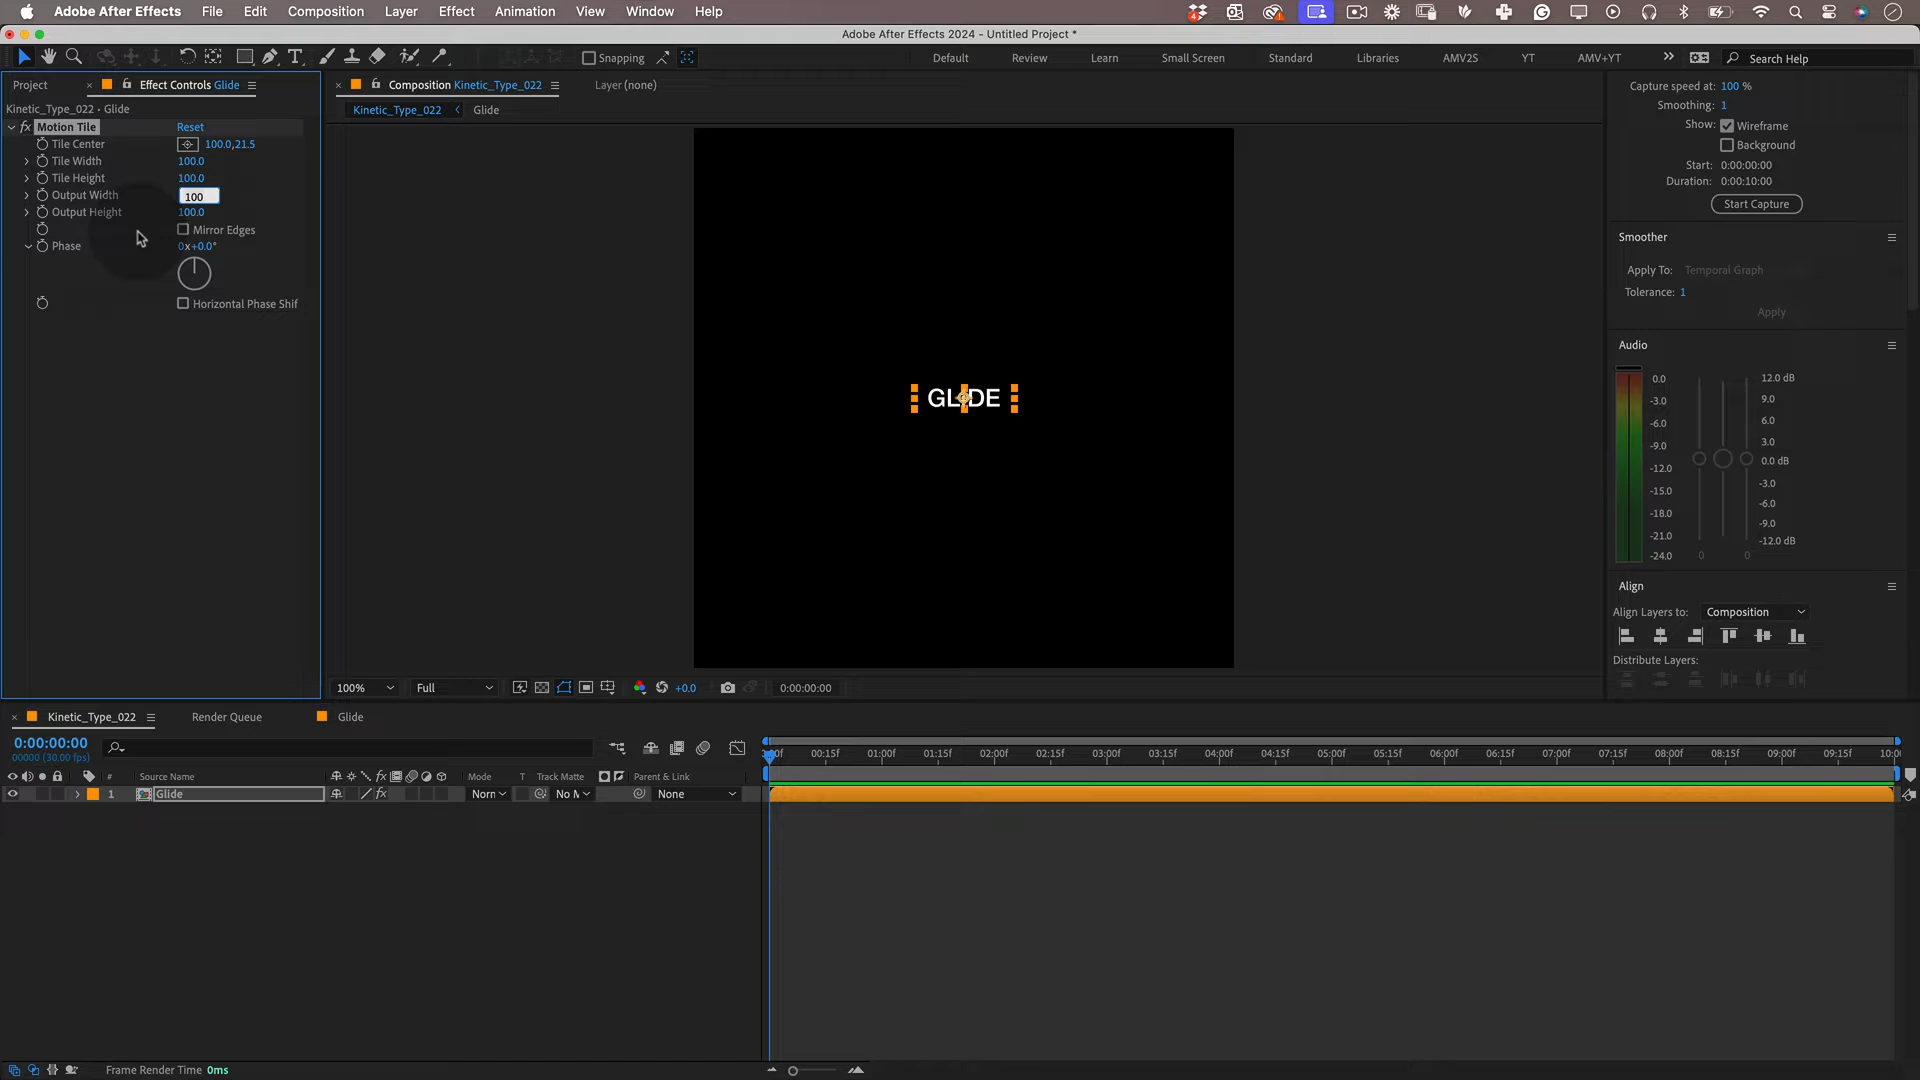 Adobe After Effects File Edit Composition Layer Effect Animation View Window Help
Adobe After Effects 2024 - Untitled Project *
Snapping Default Review Learn Small Screen Standard Libraries AMV2S YT AMV+YT Search Help
Project Effect Controls Glide
Kinetic_Type_022 • Glide
fx Motion Tile Reset
Tile Center 100.0,21.5
Tile Width 100.0
Tile Height 100.0
Output Width 100
Output Height 100.0
Mirror Edges
Phase 0x+0.0°
Horizontal Phase Shif
Composition Kinetic_Type_022 Layer (none)
Kinetic_Type_022 Glide
GLIDE
100% Full +0.0 0:00:00:00
Capture speed at: 100 %
Smoothing: 1
Show: Wireframe
Background
Start: 0:00:00:00
Duration: 0:00:10:00
Start Capture
Smoother
Apply To: Temporal Graph
Tolerance: 1
Apply
Audio
0.0 12.0 dB
-3.0 9.0
-6.0 6.0
-9.0 3.0
-12.0 0.0 dB
-15.0 -3.0
-18.0 -6.0
-21.0 -9.0
-24.0 -12.0 dB
0 0
Align
Align Layers to: Composition
Distribute Layers:
Kinetic_Type_022 Render Queue Glide
0:00:00:00
00000 (30.00 fps)
00f 00:15f 01:00f 01:15f 02:00f 02:15f 03:00f 03:15f 04:00f 04:15f 05:00f 05:15f 06:00f 06:15f 07:00f 07:15f 08:00f 08:15f 09:00f 09:15f 10:0
# Source Name fx Mode T Track Matte Parent & Link
1 Glide fx Norn No M None
Frame Render Time 0ms